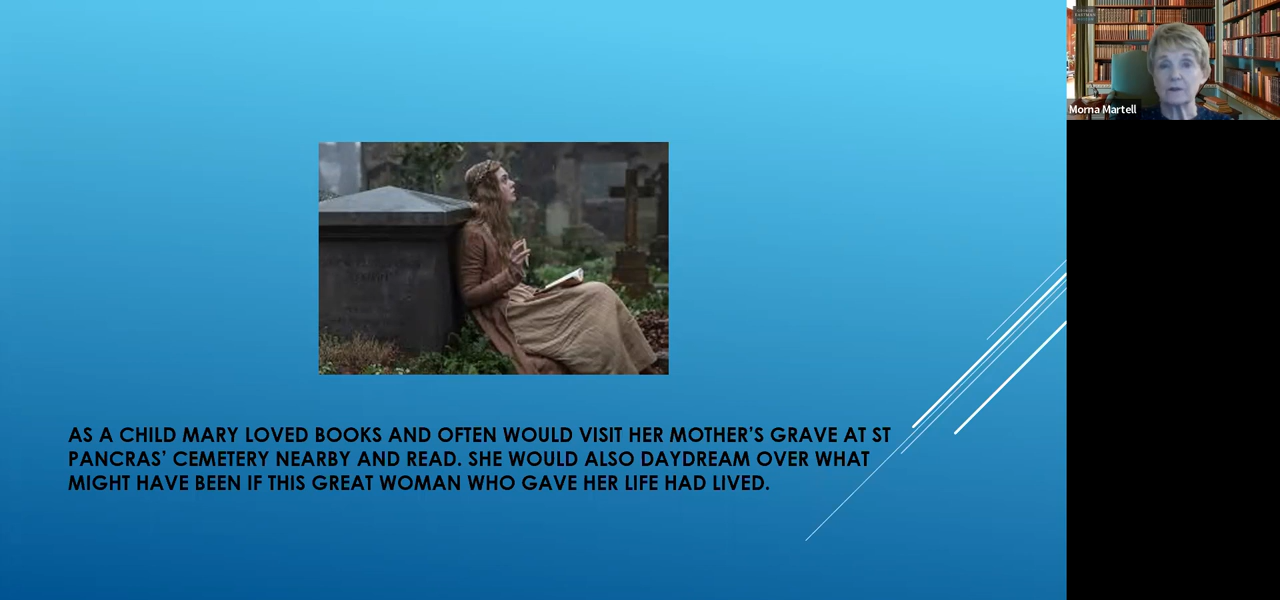 AS A CHILD MARY LOVED BOOKS AND OFTEN WOULD VISIT HER MOTHER'S GRAVE AT ST
PANCRAS' CEMETERY NEARBY AND READ. SHE WOULD ALSO DAYDREAM OVER WHAT
MIGHT HAVE BEEN IF THIS GREAT WOMAN WHO GAVE HER LIFE HAD LIVED.
Morna Martell